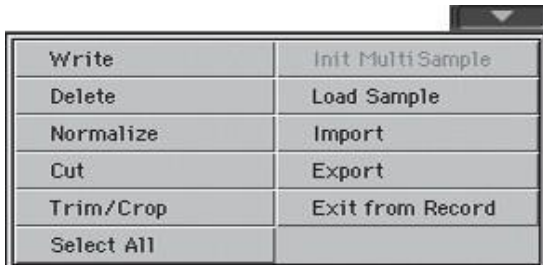 Write
Delete
Normalize
Cut
Trim/Crop
Select All
Init MultiSample
Load Sample
Import
Export
Exit from Record